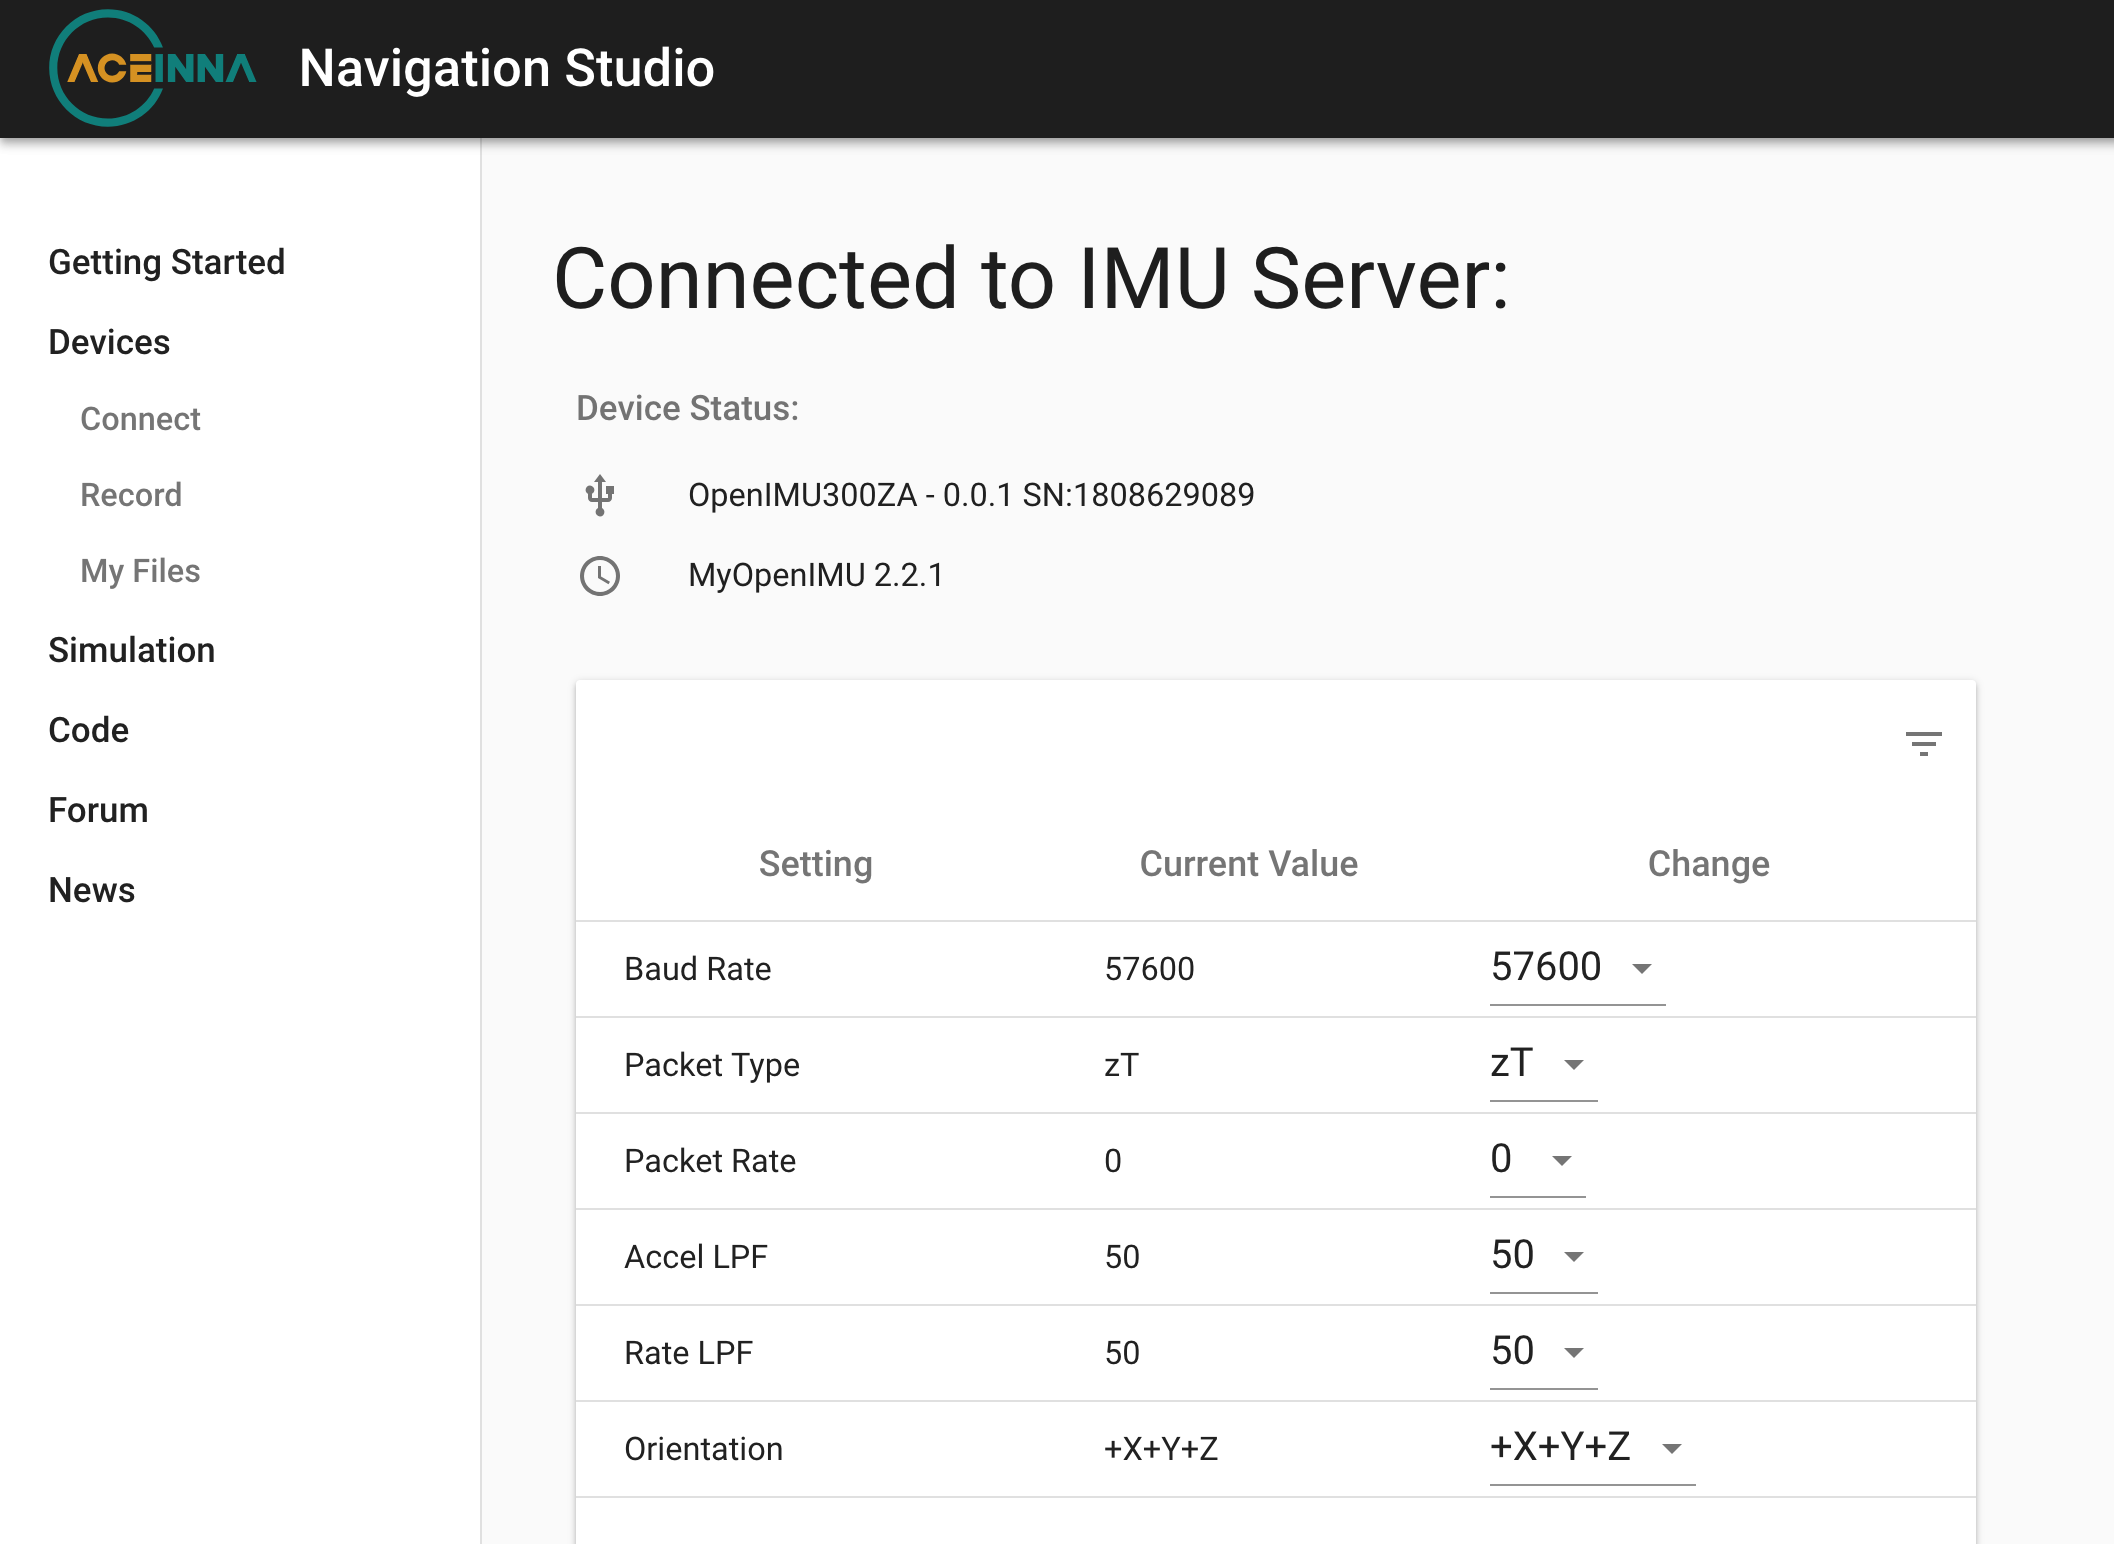 ACEINNA Navigation Studio
Getting Started
Devices
Connect
Record
My Files
Simulation
Code
Forum
News
Connected to IMU Server:
Device Status:
OpenIMU300ZA - 0.0.1 SN:1808629089
MyOpenIMU 2.2.1
Setting Current Value Change
Baud Rate 57600 57600
Packet Type zT zT
Packet Rate 0 0
Accel LPF 50 50
Rate LPF 50 50
Orientation +X+Y+Z +X+Y+Z